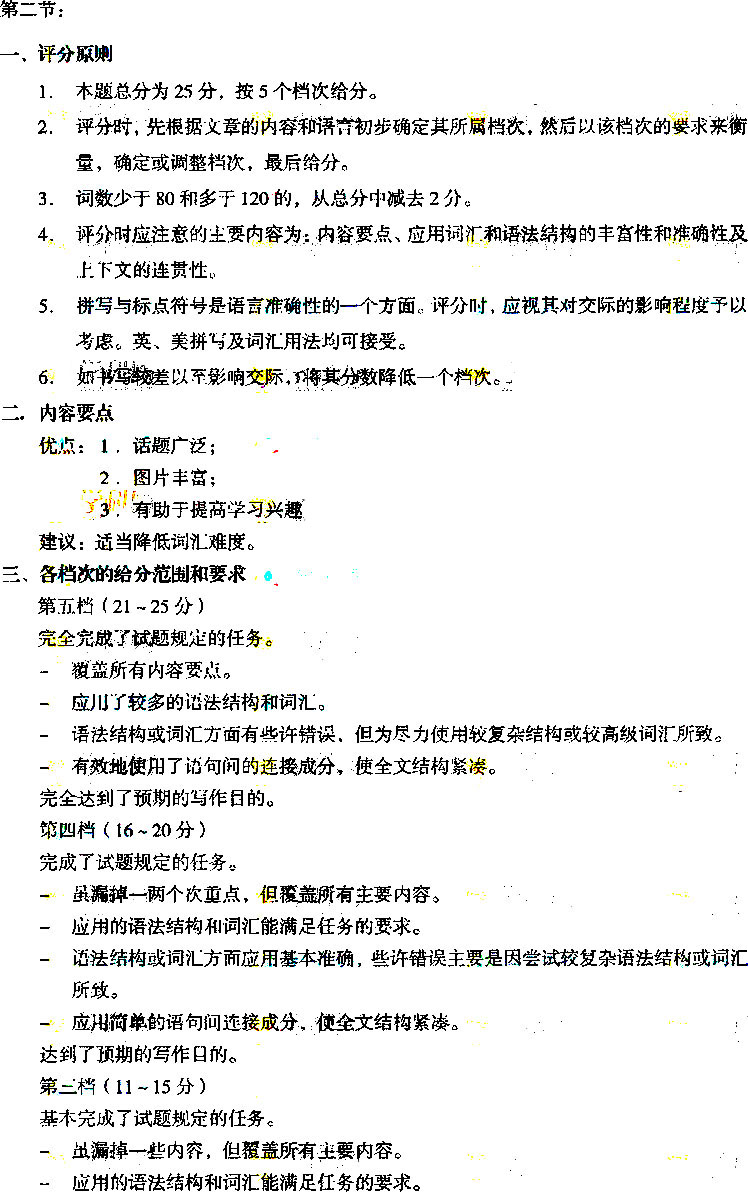 第二节:
一、评分原则
1. 本题总分为 25 分，按 5 个档次给分。
2. 评分时，先根据文章的内容和语言初步确定其所属档次，然后以该档次的要求来衡
量，确定或调整档次，最后给分。
3. 词数少于 80 和多于 120 的，从总分中减去 2 分。
4. 评分时应注意的主要内容为：内容要点、应用词汇和语法结构的丰富性和准确性及
上下文的连贯性。
5. 拼写与标点符号是语言准确性的一个方面。评分时，应视其对交际的影响程度予以
考虑。英、美拼写及词汇用法均可接受。
6. 如书写较差以至影响交际，将其分数降低一个档次。
二．内容要点
优点： 1 . 话题广泛；
2 . 图片丰富；
3 . 有助于提高学习兴趣
建议：适当降低词汇难度。
三、各档次的给分范围和要求
第五档（21～25 分）
完全完成了试题规定的任务。
– 覆盖所有内容要点。
– 应用了较多的语法结构和词汇。
– 语法结构或词汇方面有些许错误，但为尽力使用较复杂结构或较高级词汇所致。
– 有效地使用了语句间的连接成分，使全文结构紧凑。
完全达到了预期的写作目的。
第四档（16～20 分）
完成了试题规定的任务。
– 虽漏掉一两个次重点，但覆盖所有主要内容。
– 应用的语法结构和词汇能满足任务的要求。
– 语法结构或词汇方面应用基本准确，些许错误主要是因尝试较复杂语法结构或词汇
所致。
– 应用简单的语句间连接成分，使全文结构紧凑。
达到了预期的写作目的。
第三档（11～15 分）
基本完成了试题规定的任务。
– 虽漏掉一些内容，但覆盖所有主要内容。
– 应用的语法结构和词汇能满足任务的要求。